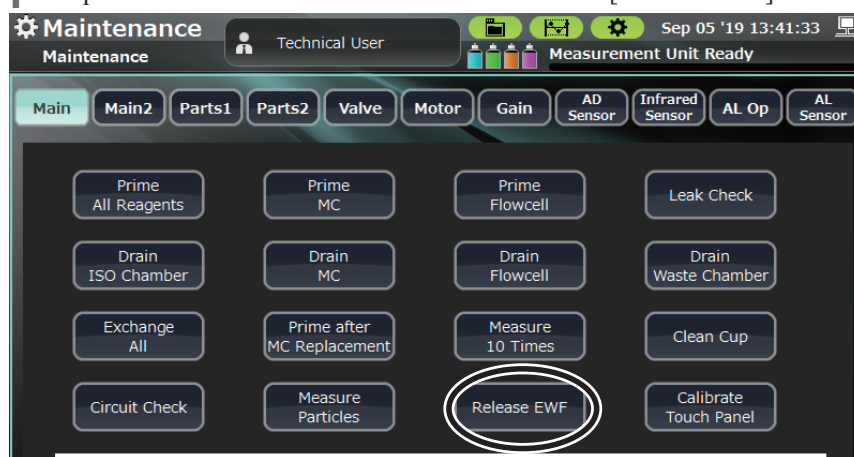 Maintenance
Technical User
Sep 05 '19 13:41:33
Maintenance
Measurement Unit Ready
Main Main2 Parts1 Parts2 Valve Motor Gain AD Sensor Infrared Sensor AL Op AL Sensor
Prime All Reagents
Prime MC
Prime Flowcell
Leak Check
Drain ISO Chamber
Drain MC
Drain Flowcell
Drain Waste Chamber
Exchange All
Prime after MC Replacement
Measure 10 Times
Clean Cup
Circuit Check
Measure Particles
Release EWF
Calibrate Touch Panel